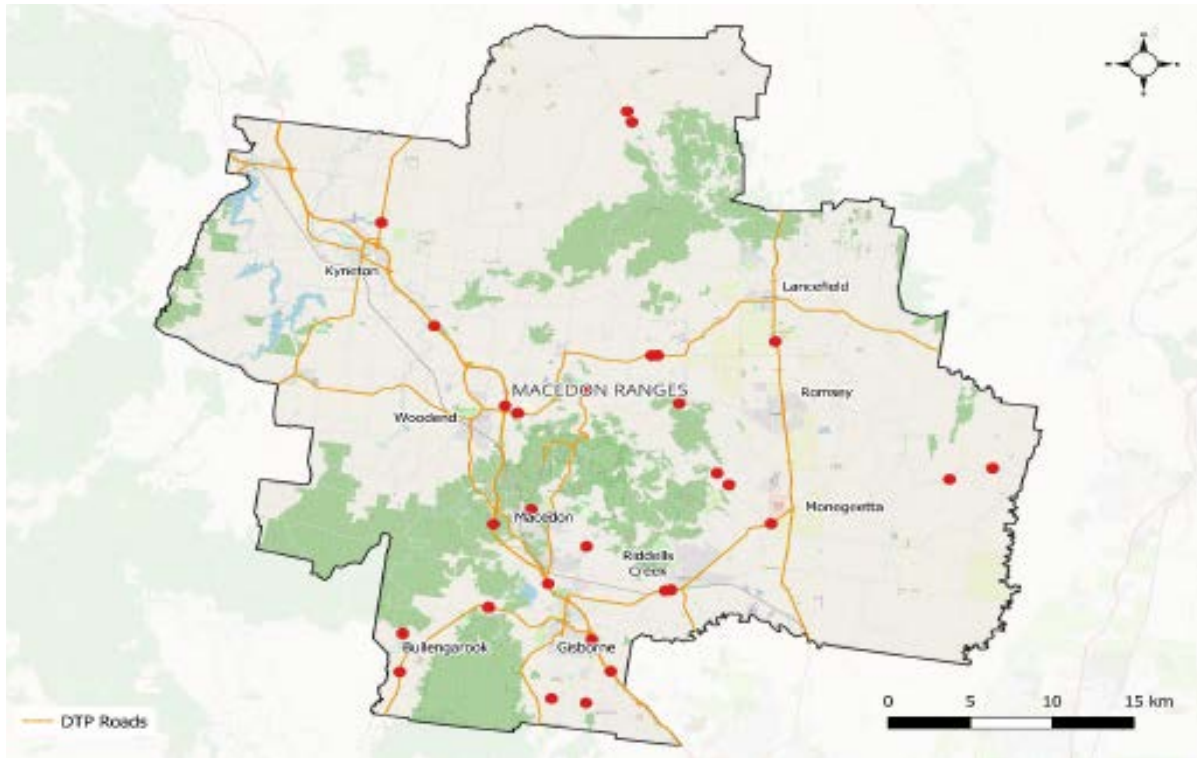 Kyneton
Lancefield
MACEDON RANGES
Romsey
Woodend
Monegeetta
Macedon
Riddells
Creek
Bullengarook
Gisborne
DTP Roads
0 5 10 15 km